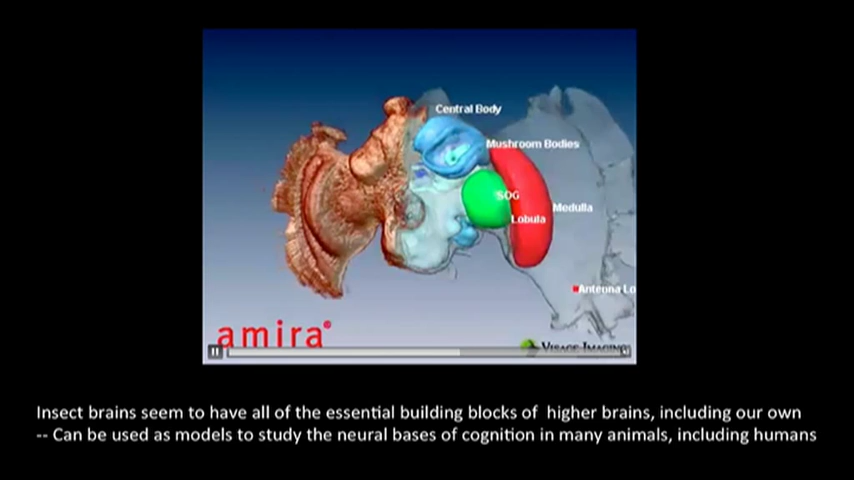 Central Body
Mushroom Bodies
SOG
Medulla
Lobula
Antenna Lo
amira®
VISAGE IMAGING
Insect brains seem to have all of the essential building blocks of higher brains, including our own
-- Can be used as models to study the neural bases of cognition in many animals, including humans